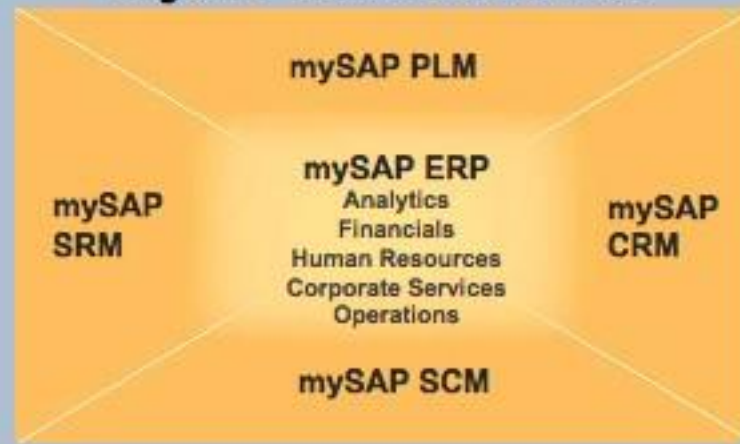 mySAP PLM
mySAP ERP
Analytics
Financials
Human Resources
Corporate Services
Operations
mySAP
SRM
mySAP
CRM
mySAP SCM